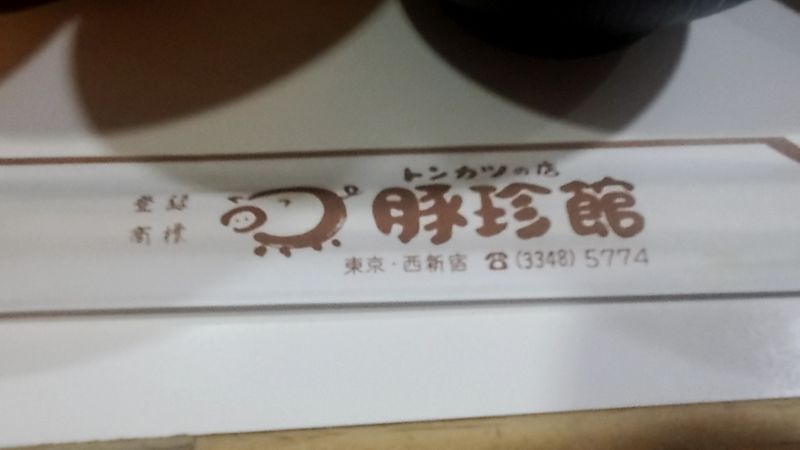 登録
商標
トンカツの店
豚珍館
東京・西新宿 ☎(3348)5774